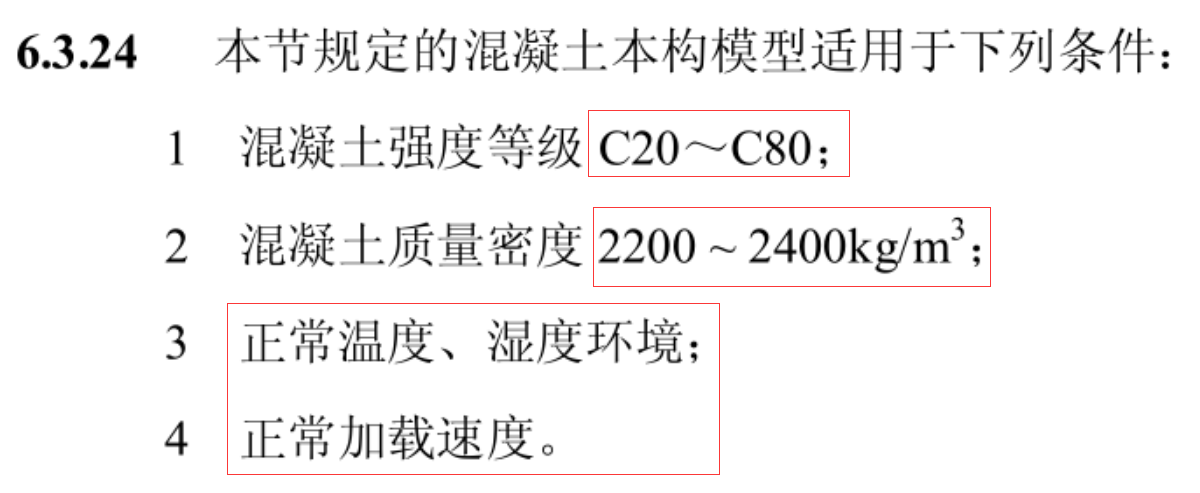 6.3.24 本节规定的混凝土本构模型适用于下列条件：
1 混凝土强度等级 C20～C80；
2 混凝土质量密度 2200 ~ 2400kg/m³；
3 正常温度、湿度环境；
4 正常加载速度。